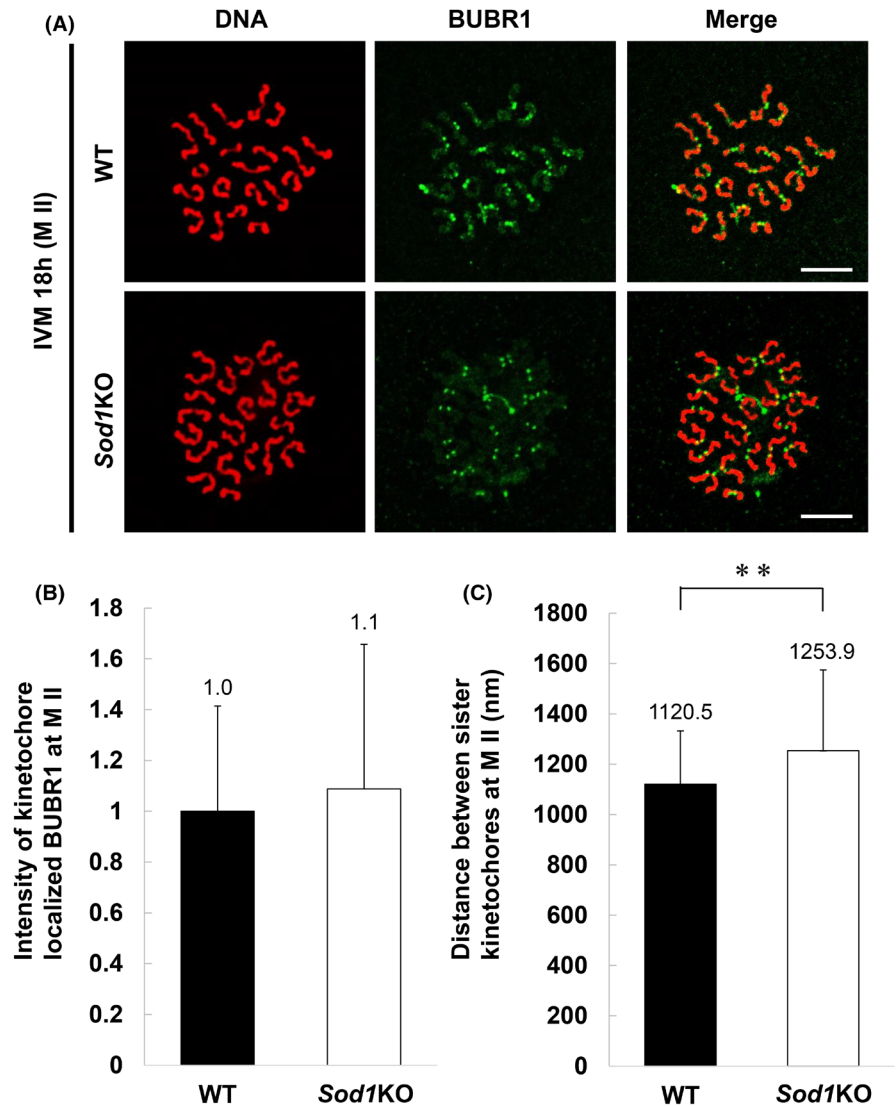 (A)
DNA
BUBR1
Merge
IVM 18h (M II)
WT
Sod1KO
(B)
Intensity of kinetochore
localized BUBR1 at M II
1.8
1.6
1.4
1.2
1
0.8
0.6
0.4
0.2
0
1.0
1.1
WT
Sod1KO
(C)
Distance between sister
kinetochores at M II (nm)
1800
1600
1400
1200
1000
800
600
400
200
0
**
1120.5
1253.9
WT
Sod1KO